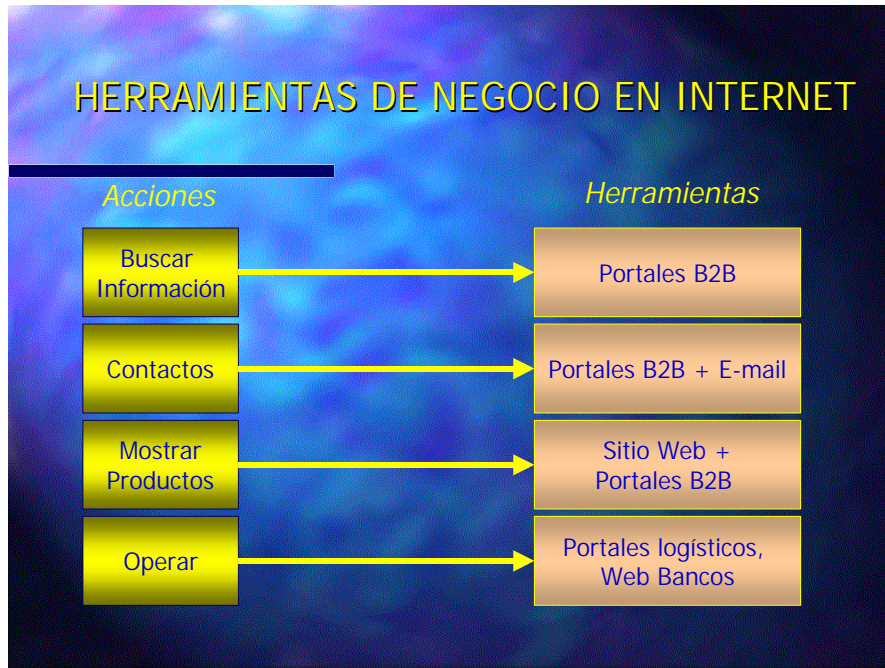 HERRAMIENTAS DE NEGOCIO EN INTERNET
Acciones
Herramientas
Buscar
Información
Portales B2B
Contactos
Portales B2B + E-mail
Mostrar
Productos
Sitio Web +
Portales B2B
Operar
Portales logísticos,
Web Bancos